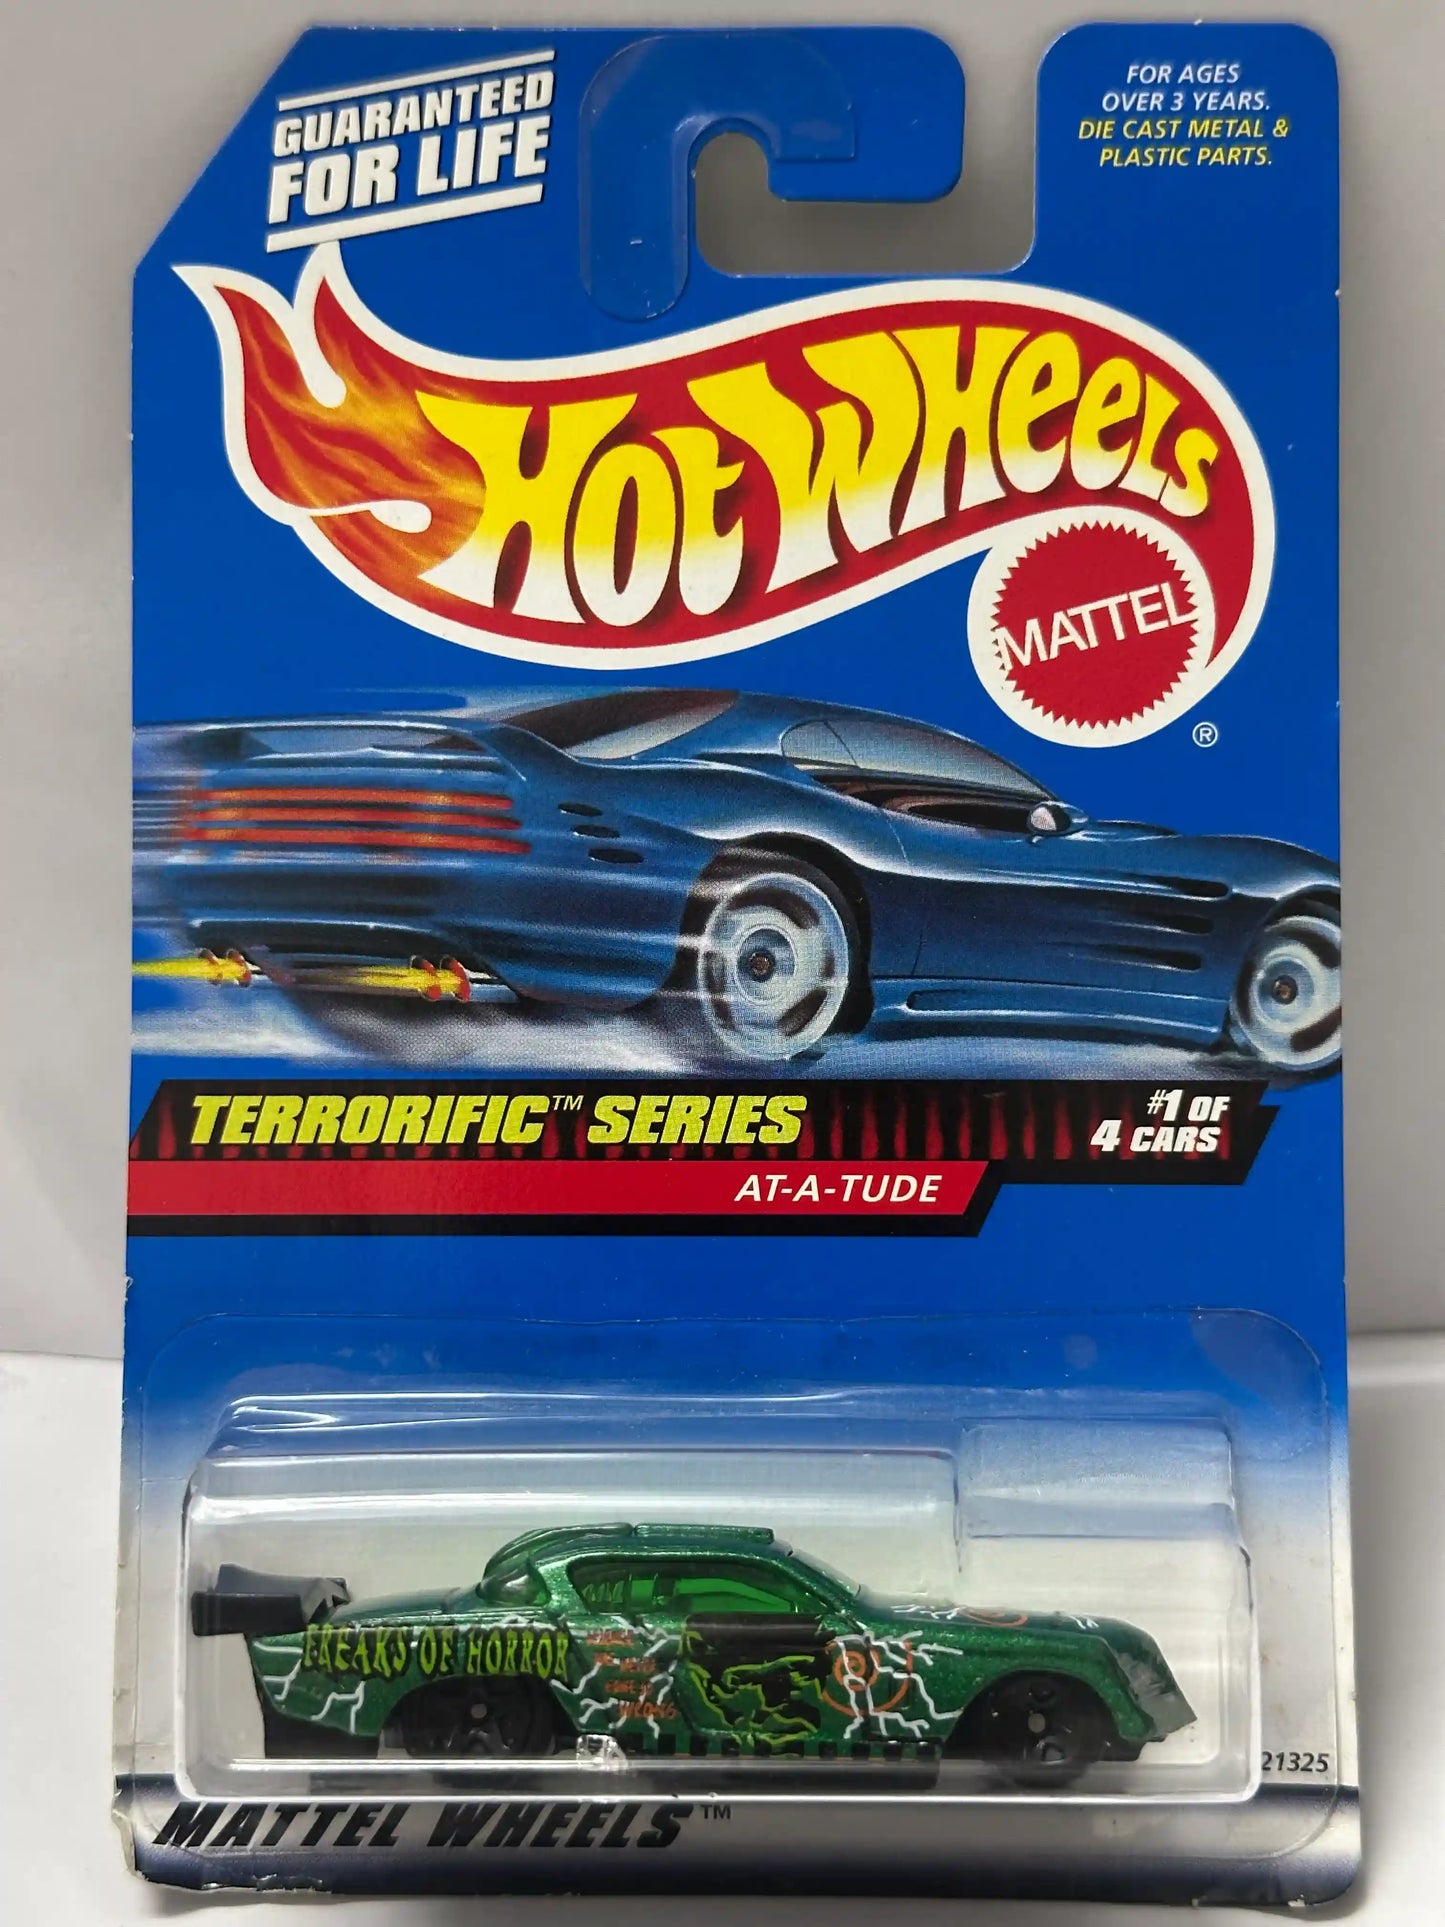 GUARANTEED
FOR LIFE
FOR AGES
OVER 3 YEARS.
DIE CAST METAL &
PLASTIC PARTS.
HOT WHEELS
MATTEL
®
TERRORIFIC™ SERIES
#1 OF
4 CARS
AT-A-TUDE
FREAKS OF HORROR
WRONG
21325
MATTEL WHEELS™